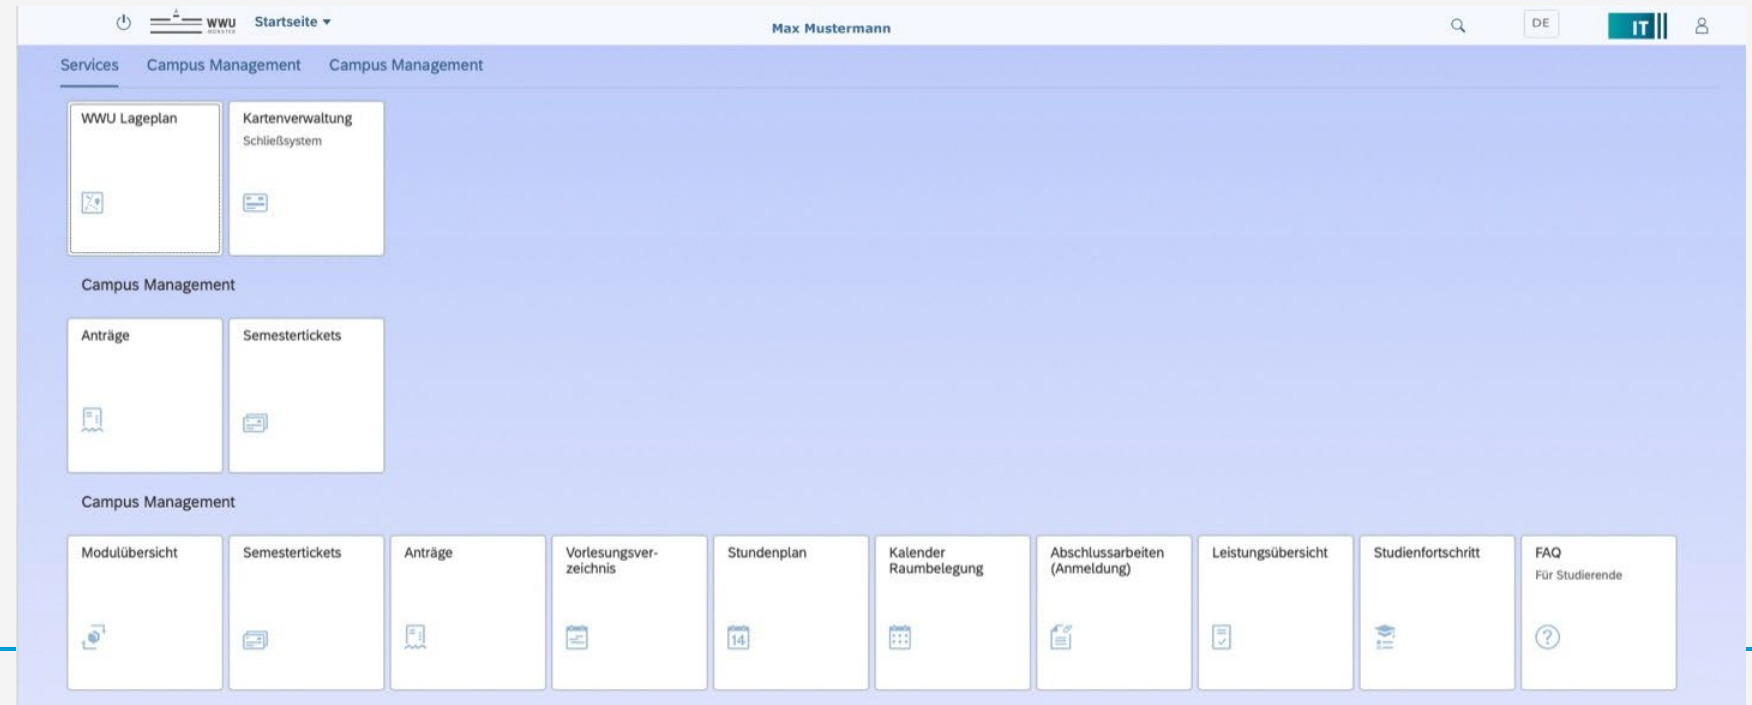 WWU
MÜNSTER
Startseite
Max Mustermann
DE
IT
Services
Campus Management
Campus Management
WWU Lageplan
Kartenverwaltung
Schließsystem
Campus Management
Anträge
Semestertickets
Campus Management
Modulübersicht
Semestertickets
Anträge
Vorlesungsver-
zeichnis
Stundenplan
14
Kalender
Raumbelegung
Abschlussarbeiten
(Anmeldung)
Leistungsübersicht
Studienfortschritt
FAQ
Für Studierende